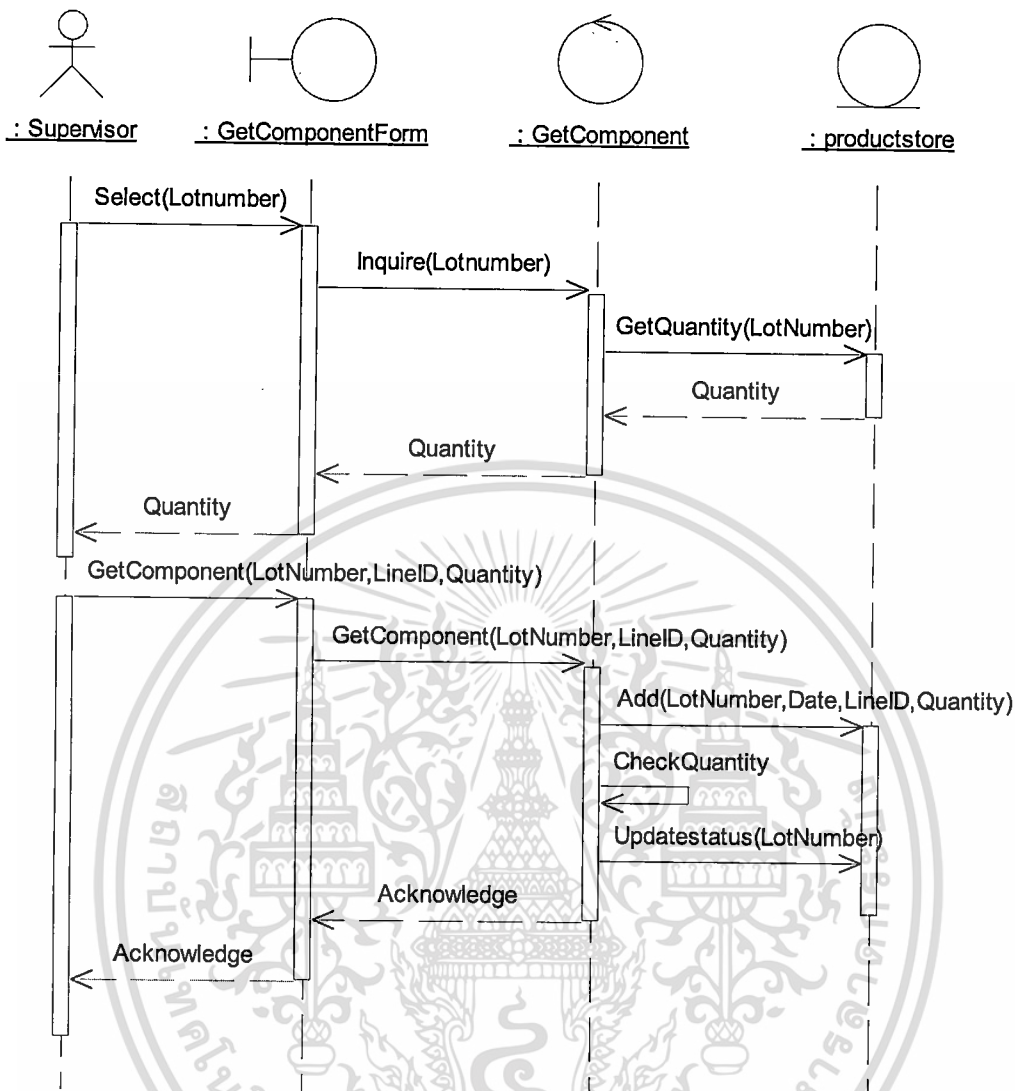 : Supervisor
: GetComponentForm
: GetComponent
: productstore
Select(Lotnumber)
Inquire(Lotnumber)
GetQuantity(LotNumber)
Quantity
Quantity
Quantity
GetComponent(LotNumber,LineID,Quantity)
GetComponent(LotNumber,LineID,Quantity)
Add(LotNumber,Date,LineID,Quantity)
CheckQuantity
Updatestatus(LotNumber)
Acknowledge
Acknowledge